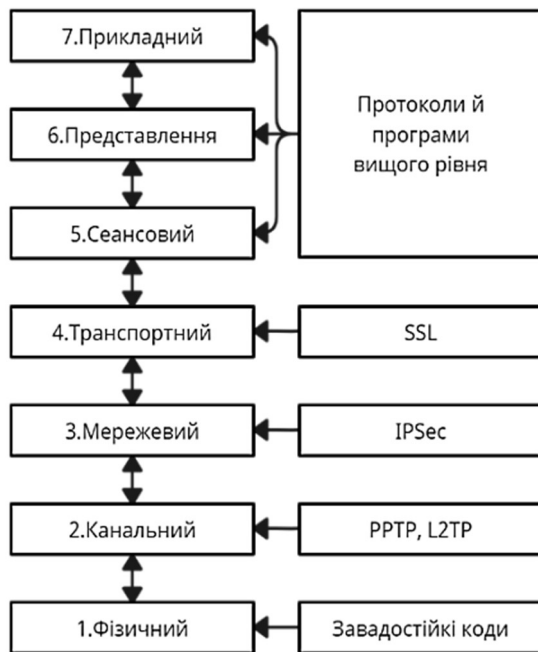 7.Прикладний
Протоколи й
програми
вищого рівня
6.Представлення
5.Сеансовий
4.Транспортний
SSL
3.Мережевий
IPSec
2.Канальний
PPTP, L2TP
1.Фізичний
Завадостійкі коди